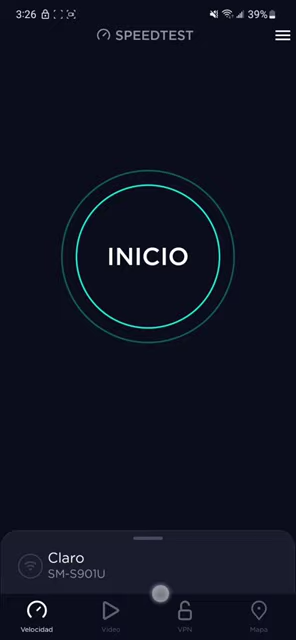 3:26
39%
SPEEDTEST
INICIO
Claro
SM-S901U
Velocidad
Video
VPN
Mapa